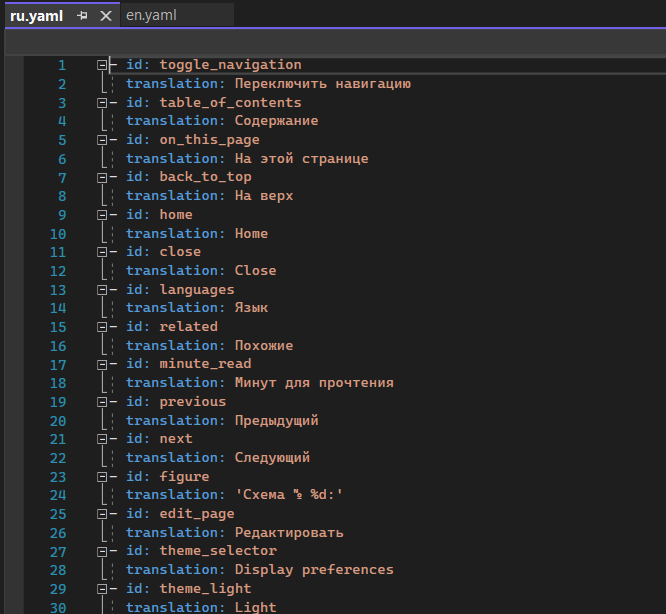 ru.yaml
en.yaml
1 - id: toggle_navigation
2 translation: Переключить навигацию
3 - id: table_of_contents
4 translation: Содержание
5 - id: on_this_page
6 translation: На этой странице
7 - id: back_to_top
8 translation: На верх
9 - id: home
10 translation: Home
11 - id: close
12 translation: Close
13 - id: languages
14 translation: Язык
15 - id: related
16 translation: Похожие
17 - id: minute_read
18 translation: Минут для прочтения
19 - id: previous
20 translation: Предыдущий
21 - id: next
22 translation: Следующий
23 - id: figure
24 translation: 'Схема № %d:'
25 - id: edit_page
26 translation: Редактировать
27 - id: theme_selector
28 translation: Display preferences
29 - id: theme_light
30 translation: Light